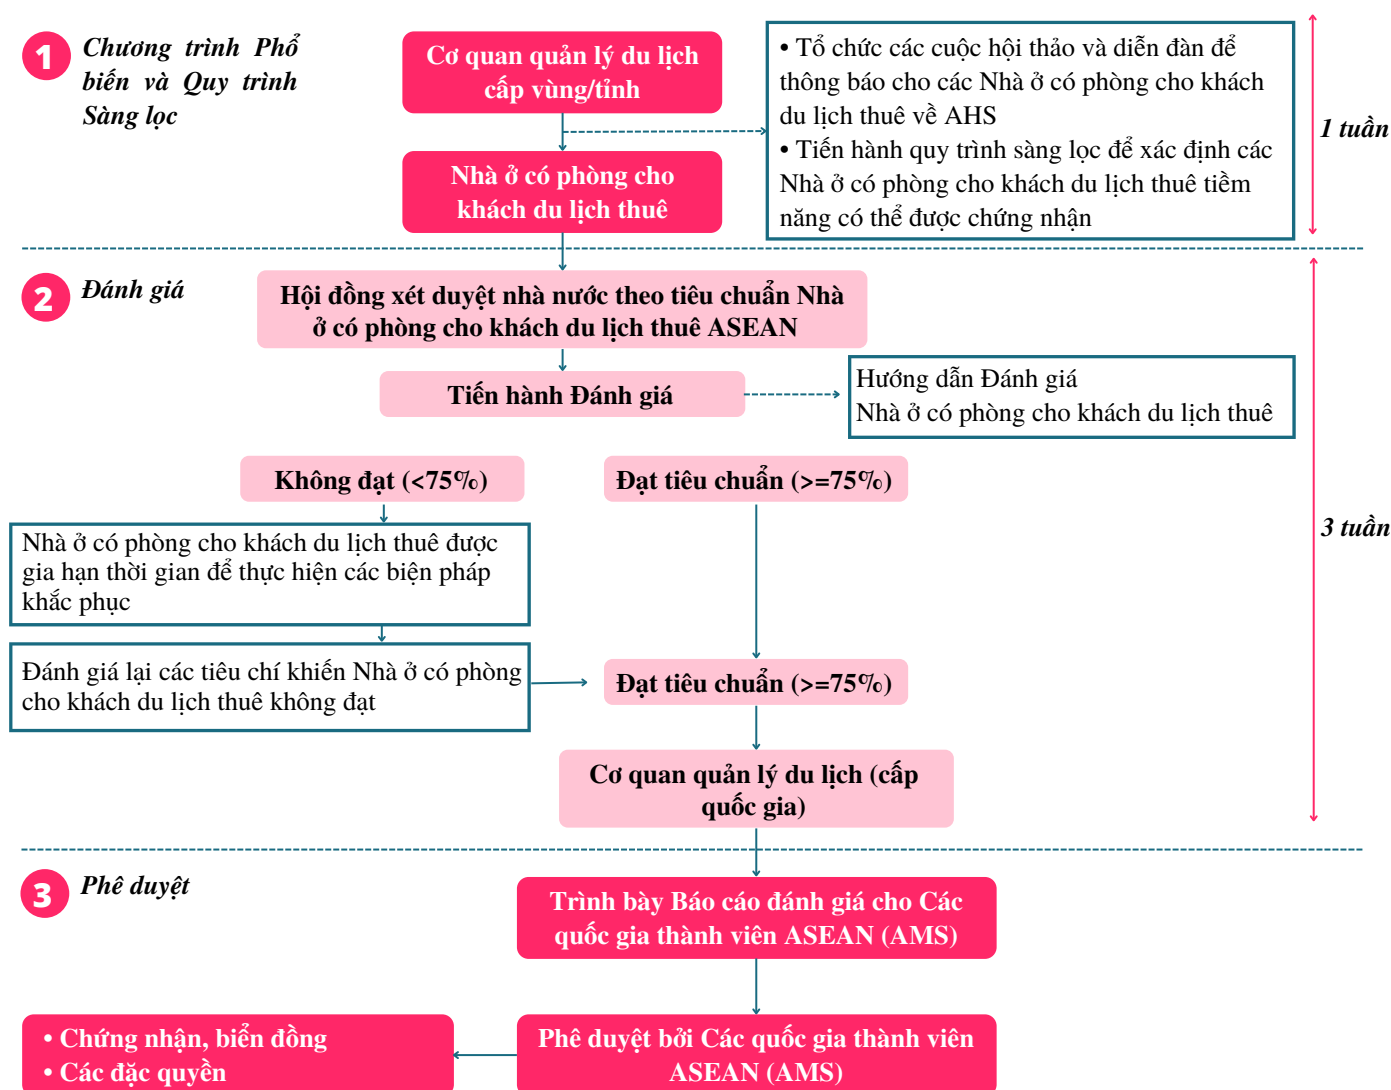 1
Chương trình Phổ
biến và Quy trình
Sàng lọc
Cơ quan quản lý du lịch
cấp vùng/tỉnh
• Tổ chức các cuộc hội thảo và diễn đàn để
thông báo cho các Nhà ở có phòng cho khách
du lịch thuê về AHS
• Tiến hành quy trình sàng lọc để xác định các
Nhà ở có phòng cho khách du lịch thuê tiềm
năng có thể được chứng nhận
1 tuần
Nhà ở có phòng cho
khách du lịch thuê
2
Đánh giá
Hội đồng xét duyệt nhà nước theo tiêu chuẩn Nhà
ở có phòng cho khách du lịch thuê ASEAN
Tiến hành Đánh giá
Hướng dẫn Đánh giá
Nhà ở có phòng cho khách du lịch thuê
Không đạt (<75%)
Đạt tiêu chuẩn (>=75%)
3 tuần
Nhà ở có phòng cho khách du lịch thuê được
gia hạn thời gian để thực hiện các biện pháp
khắc phục
Đánh giá lại các tiêu chí khiến Nhà ở có phòng
cho khách du lịch thuê không đạt
Đạt tiêu chuẩn (>=75%)
Cơ quan quản lý du lịch (cấp
quốc gia)
3
Phê duyệt
Trình bày Báo cáo đánh giá cho Các
quốc gia thành viên ASEAN (AMS)
• Chứng nhận, biển đồng
• Các đặc quyền
Phê duyệt bởi Các quốc gia thành viên
ASEAN (AMS)